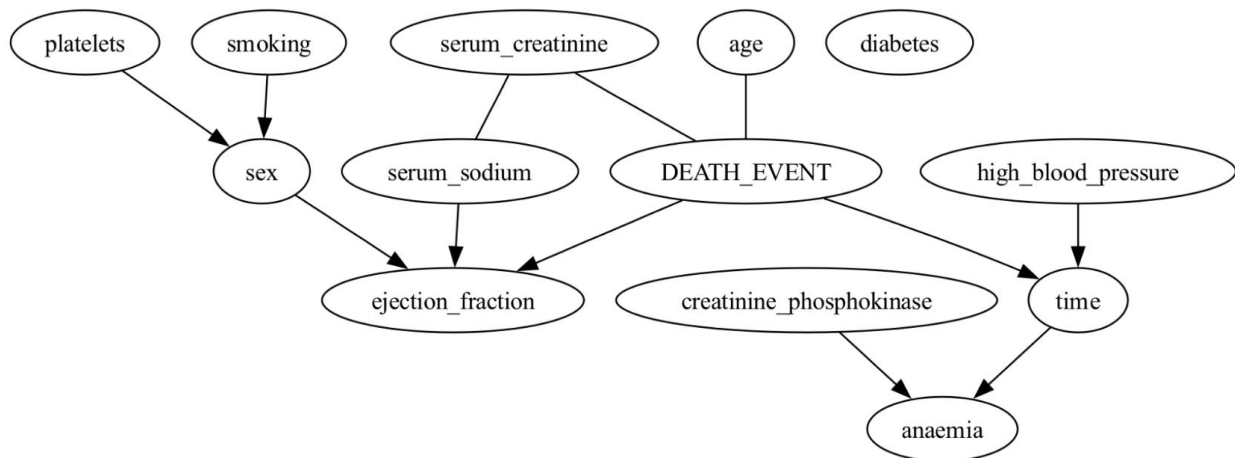 platelets
smoking
serum_creatinine
age
diabetes
sex
serum_sodium
DEATH_EVENT
high_blood_pressure
ejection_fraction
creatinine_phosphokinase
time
anaemia